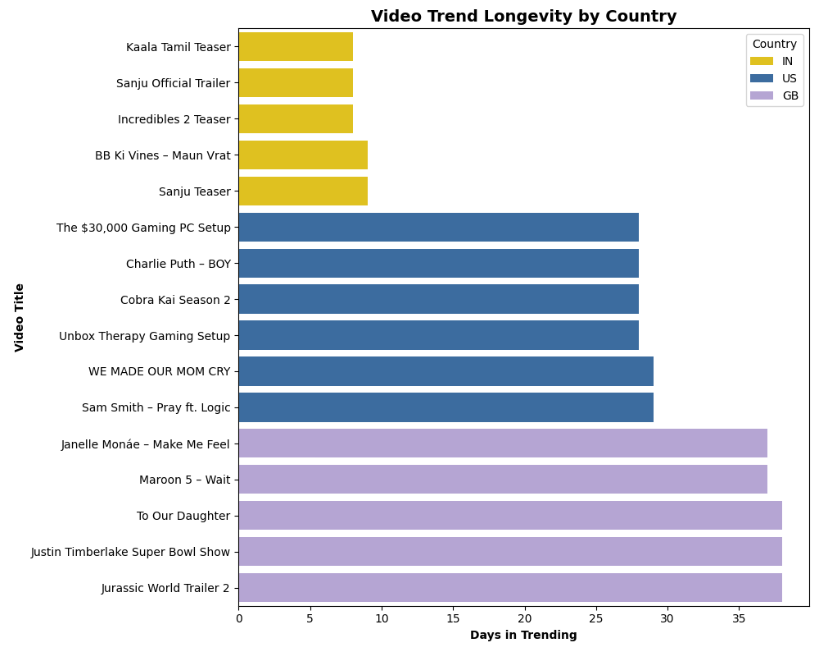 Video Trend Longevity by Country
Kaala Tamil Teaser
Sanju Official Trailer
Incredibles 2 Teaser
BB Ki Vines – Maun Vrat
Sanju Teaser
The $30,000 Gaming PC Setup
Charlie Puth – BOY
Cobra Kai Season 2
Unbox Therapy Gaming Setup
WE MADE OUR MOM CRY
Sam Smith – Pray ft. Logic
Janelle Monáe – Make Me Feel
Maroon 5 – Wait
To Our Daughter
Justin Timberlake Super Bowl Show
Jurassic World Trailer 2
Video Title
0 5 10 15 20 25 30 35
Days in Trending
Country
IN
US
GB